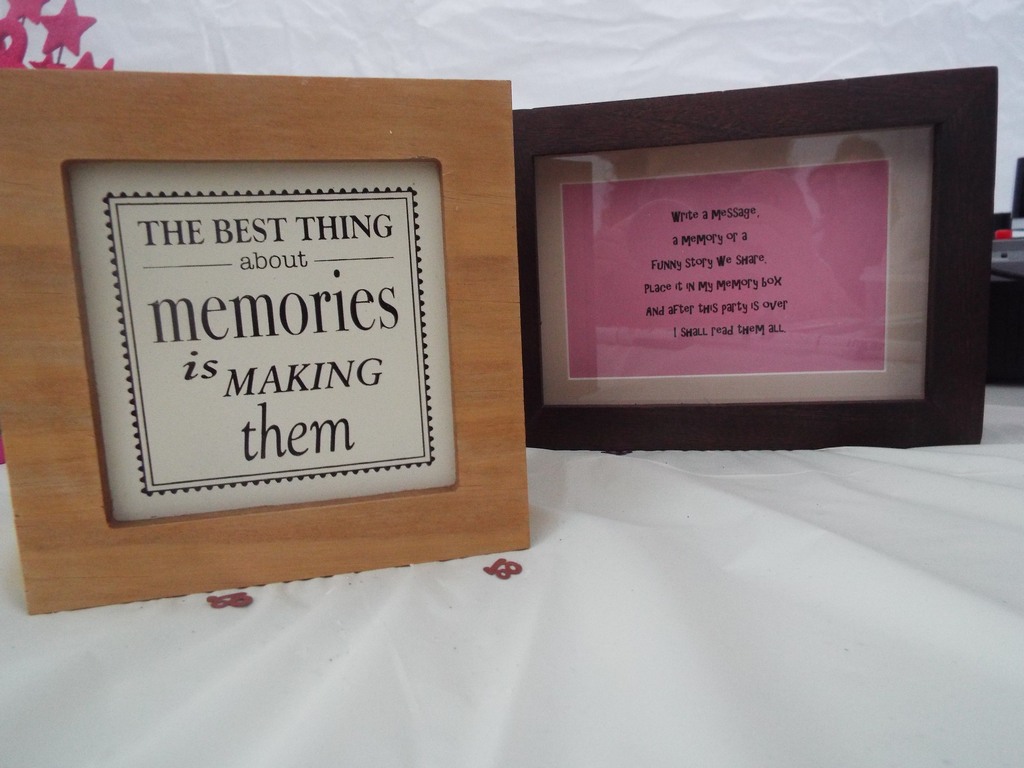 THE BEST THING
about
memories
is MAKING
them
Write a Message,
a Memory or a
Funny Story We Share,
Place it in My Memory box
And after this party is over
I shall read them all.